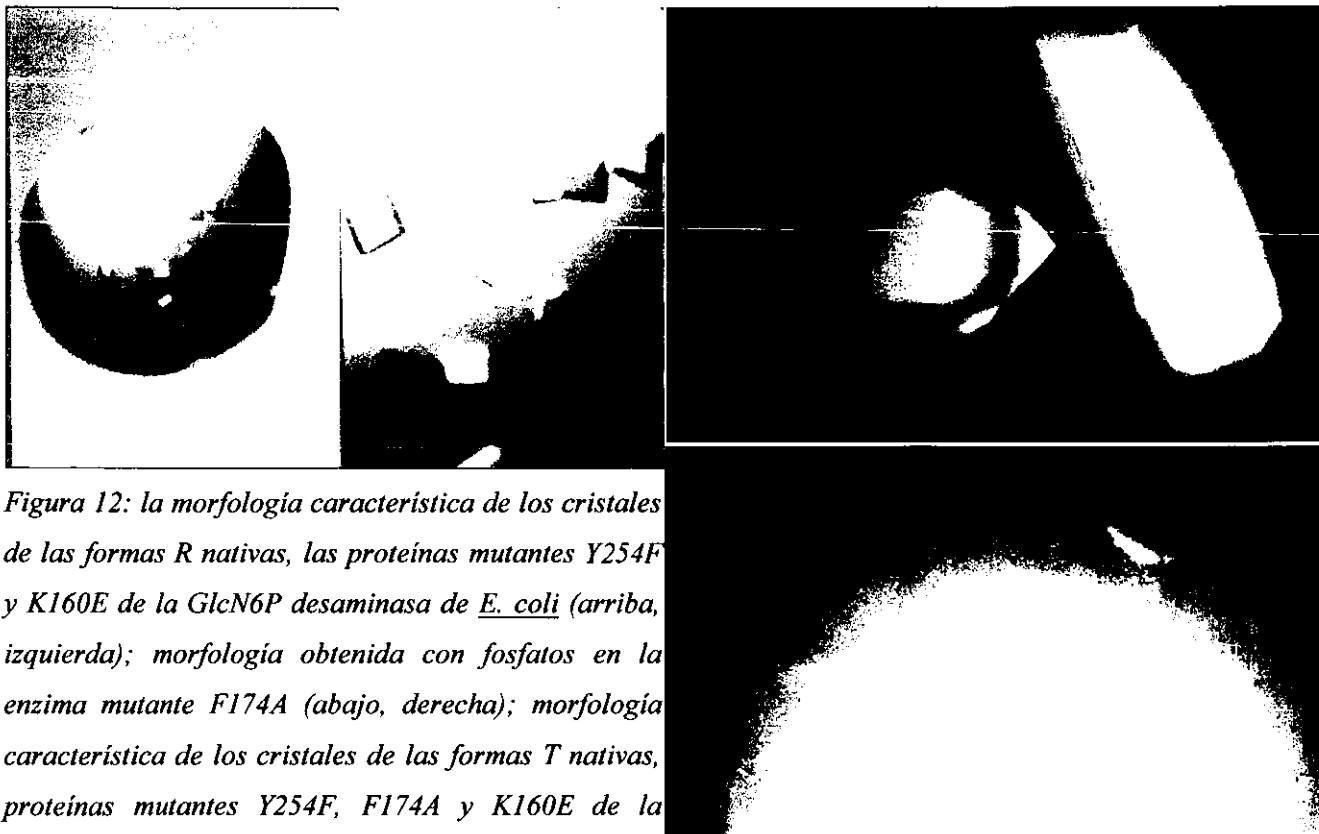 Figura 12: la morfología característica de los cristales
de las formas R nativas, las proteínas mutantes Y254F
y K160E de la GlcN6P desaminasa de E. coli (arriba,
izquierda); morfología obtenida con fosfatos en la
enzima mutante F174A (abajo, derecha); morfología
característica de los cristales de las formas T nativas,
proteínas mutantes Y254F, F174A y K160E de la